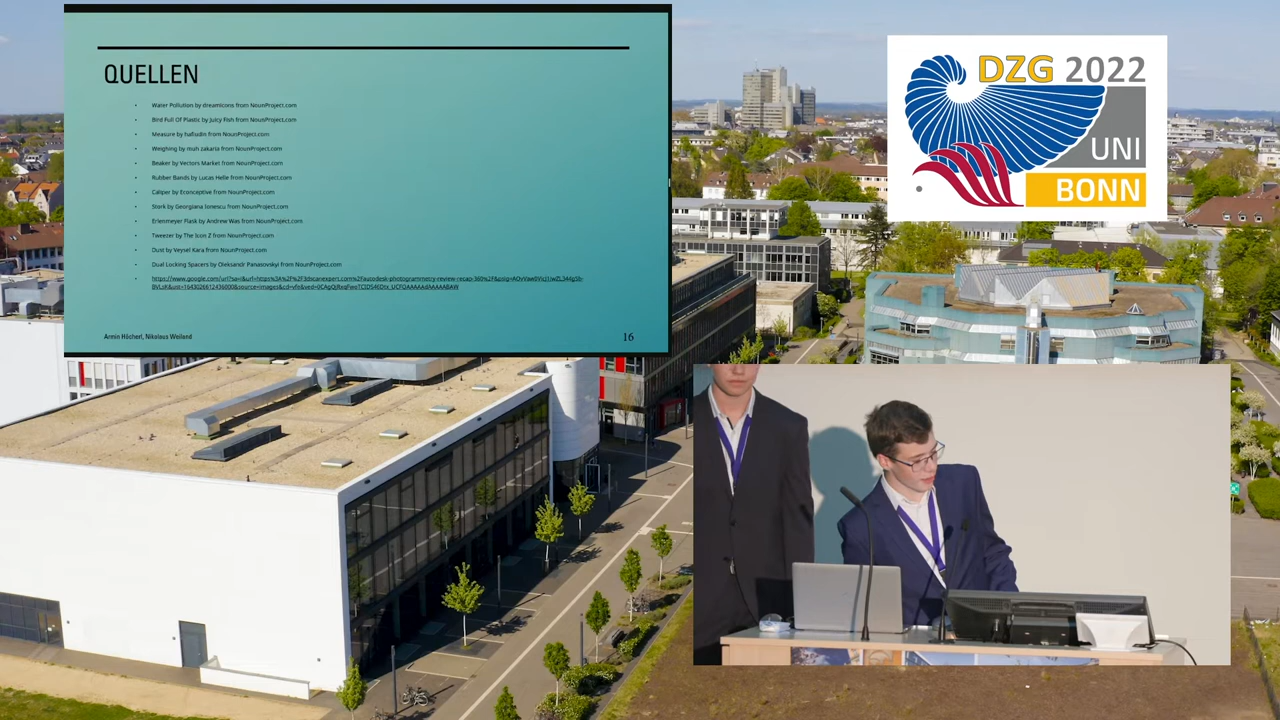 QUELLEN
• Water Pollution by dreamicons from NounProject.com
• Bird Full Of Plastic by Juicy Fish from NounProject.com
• Measure by hafiudin from NounProject.com
• Weighing by muh zakaria from NounProject.com
• Beaker by Vectors Market from NounProject.com
• Rubber Bands by Lucas Helle from NounProject.com
• Caliper by Econceptive from NounProject.com
• Stork by Georgiana Ionescu from NounProject.com
• Erlenmeyer Flask by Andrew Was from NounProject.com
• Tweezer by The Icon Z from NounProject.com
• Dust by Veysel Kara from NounProject.com
• Dual Locking Spacers by Oleksandr Panasovskyi from NounProject.com
Armin Höcherl, Nikolaus Weiland
16
DZG 2022
UNI
BONN